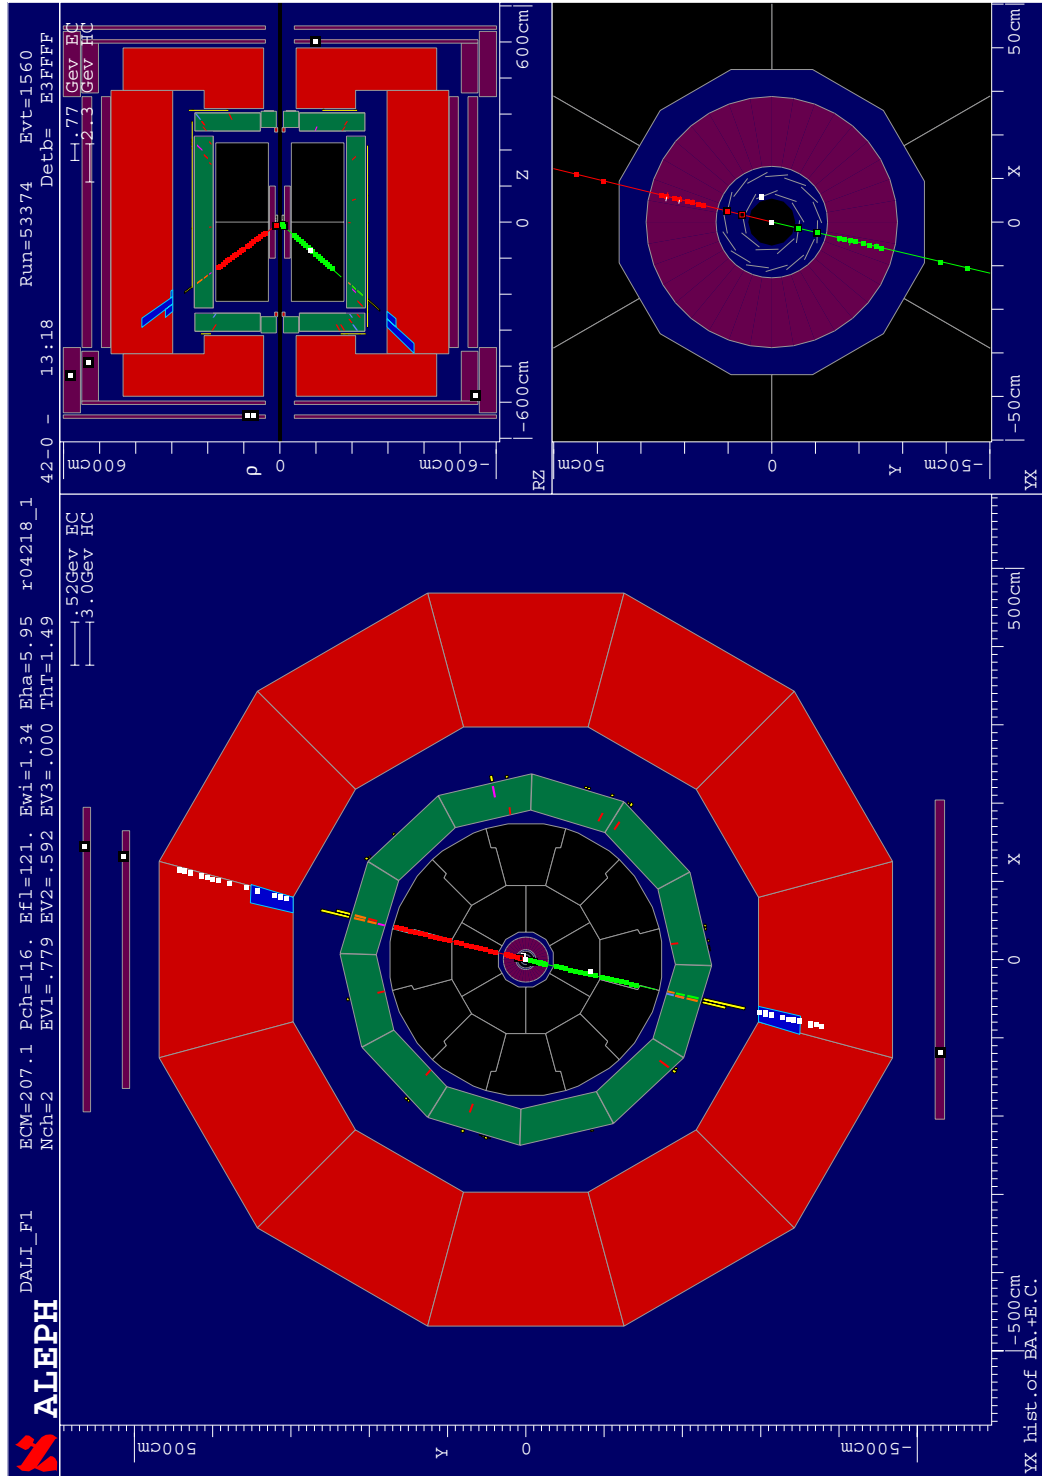 ALEPH
DALI_F1 ECM=207.1 Pch=116. Efl=121. Ewi=1.34 Eha=5.95 r04218_1
Nch=2 EV1=.779 EV2=.592 EV3=.000 ThT=1.49
42-0 - 13:18
Run=53374 Evt=1560
Detb= E3FFFF
.52Gev EC
3.0Gev HC
500cm
Y
0
-500cm
-500cm
0
X
500cm
YX hist.of BA.+E.C.
.77 Gev EC
12.3 Gev HC
600cm
ρ
0
-600cm
-600cm
0
Z
600cm
RZ
50cm
0
Y
-50cm
-50cm
0
X
50cm
YX